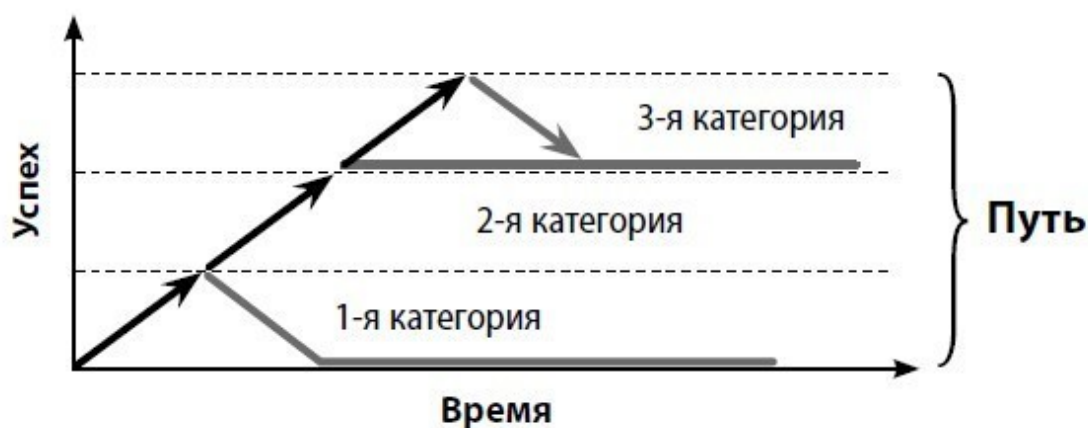 Успех
3-я категория
2-я категория
Путь
1-я категория
Время